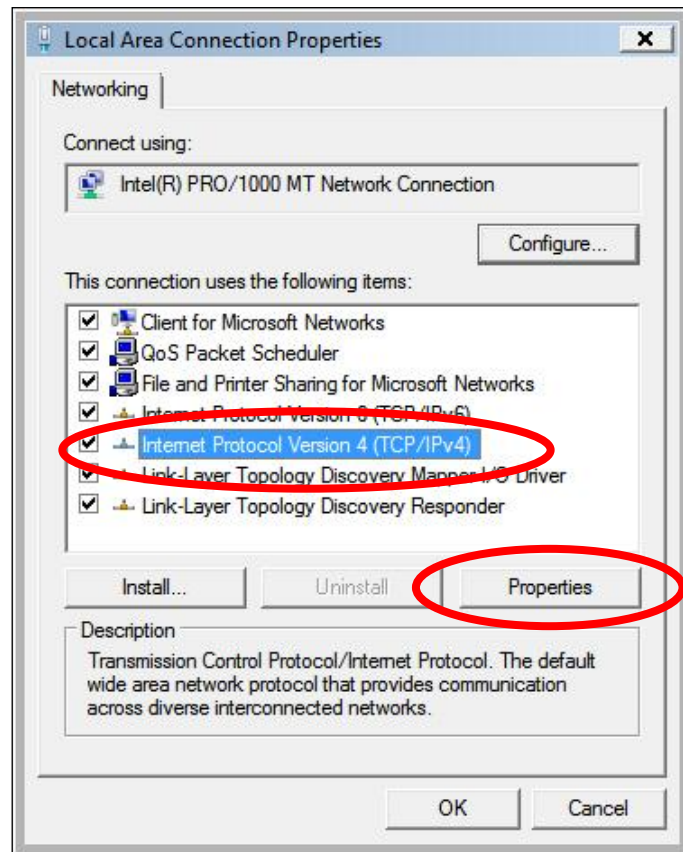 Local Area Connection Properties
Networking
Connect using:
Intel(R) PRO/1000 MT Network Connection
Configure...
This connection uses the following items:
Client for Microsoft Networks
QoS Packet Scheduler
File and Printer Sharing for Microsoft Networks
Internet Protocol Version 6 (TCP/IPv6)
Internet Protocol Version 4 (TCP/IPv4)
Link-Layer Topology Discovery Mapper I/O Driver
Link-Layer Topology Discovery Responder
Install... Uninstall Properties
Description
Transmission Control Protocol/Internet Protocol. The default
wide area network protocol that provides communication
across diverse interconnected networks.
OK Cancel